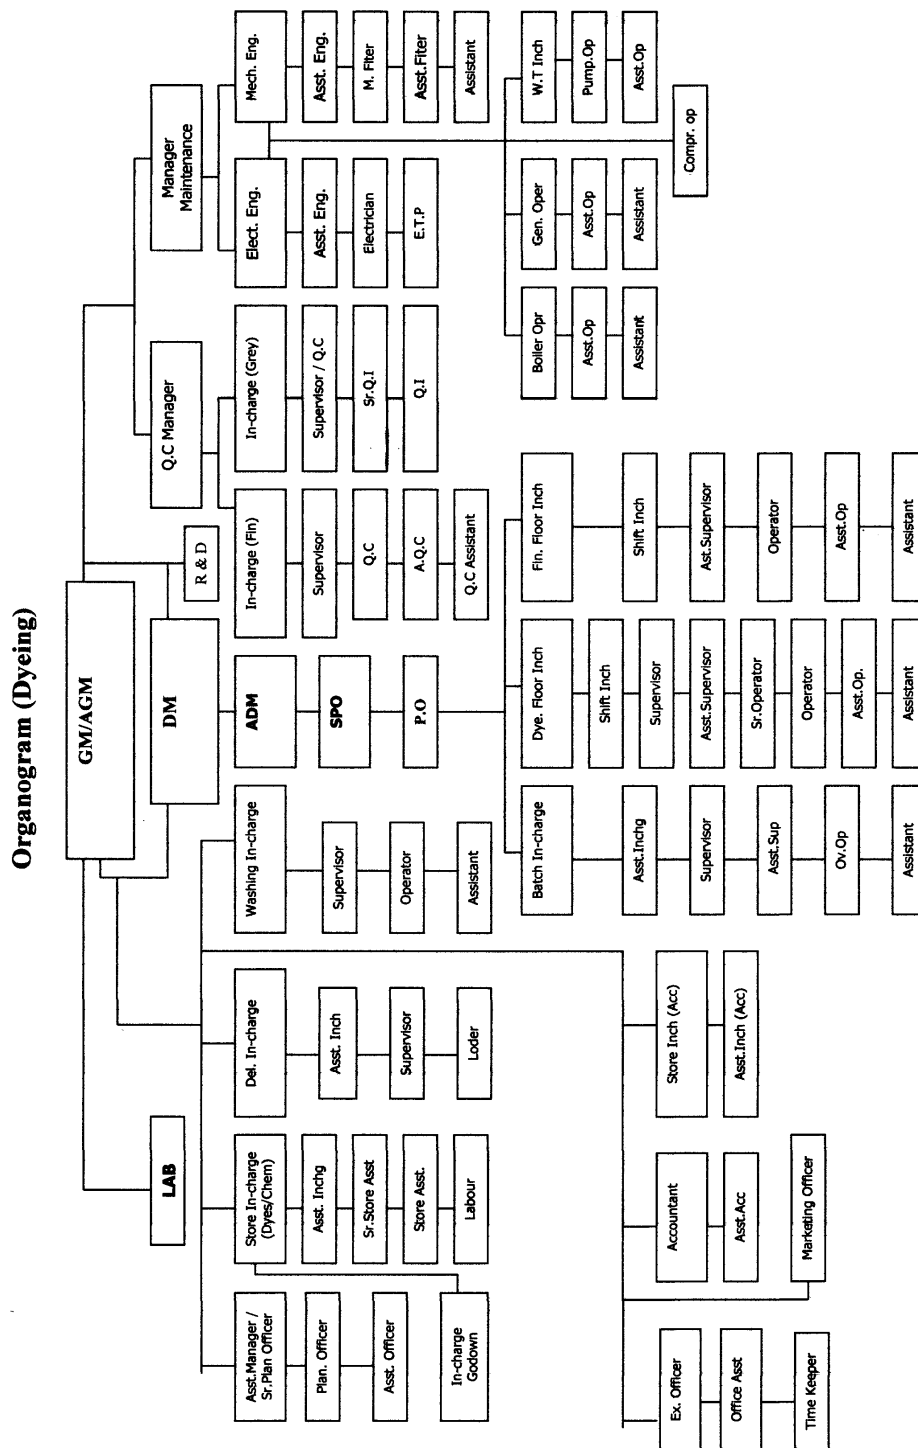 Organogram (Dyeing)
GM/AGM
LAB
DM
R & D
Q.C Manager
Manager
Maintenance
Asst.Manager /
Sr.Plan Officer
Plan. Officer
Asst. Officer
Store In-charge
(Dyes/Chem)
Asst. Inchg
Sr.Store Asst
Store Asst.
Labour
In-charge
Godown
Del. In-charge
Asst. Inch
Supervisor
Loder
Washing In-charge
Supervisor
Operator
Assistant
ADM
SPO
P.O
In-charge (Fin)
Supervisor
Q.C
A.Q.C
Q.C Assistant
In-charge (Grey)
Supervisor / Q.C
Sr.Q.I
Q.I
Elect. Eng.
Asst. Eng.
Electrician
E.T.P
Mech. Eng.
Asst. Eng.
M. Fiter
Asst.Fiter
Assistant
Batch In-charge
Asst.Inchg
Supervisor
Asst.Sup
Ov.Op
Assistant
Dye. Floor Inch
Shift Inch
Supervisor
Asst.Supervisor
Sr.Operator
Operator
Asst.Op.
Assistant
Fin. Floor Inch
Shift Inch
Ast.Supervisor
Operator
Asst.Op
Assistant
Boiler Opr
Asst.Op
Assistant
Gen. Oper
Asst.Op
Assistant
W.T Inch
Pump.Op
Asst.Op
Compr. op
Ex. Officer
Office Asst
Time Keeper
Accountant
Asst.Acc
Marketing Officer
Store Inch (Acc)
Asst.Inch (Acc)